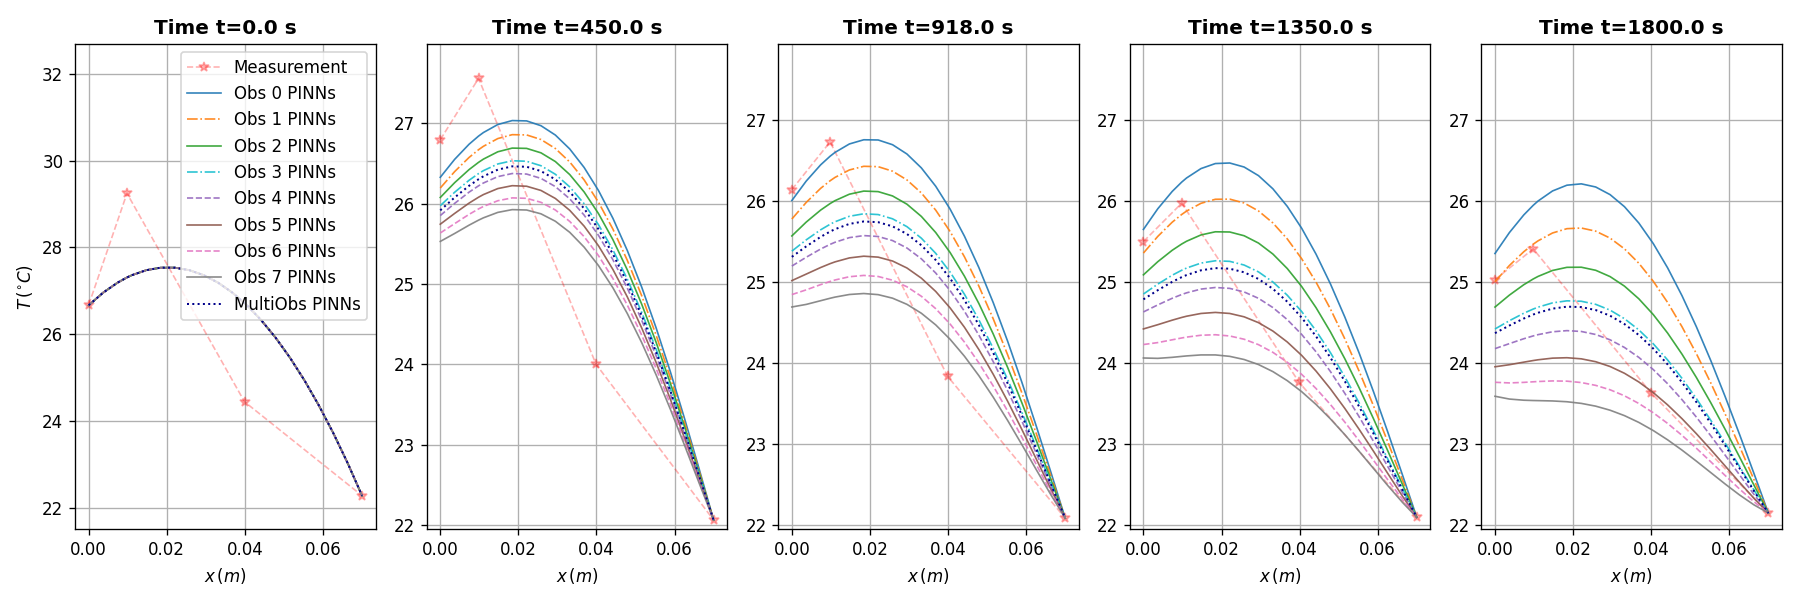 Time t=0.0 s
Time t=450.0 s
Time t=918.0 s
Time t=1350.0 s
Time t=1800.0 s
Measurement
Obs 0 PINNs
Obs 1 PINNs
Obs 2 PINNs
Obs 3 PINNs
Obs 4 PINNs
Obs 5 PINNs
Obs 6 PINNs
Obs 7 PINNs
MultiObs PINNs
T (°C)
32
30
28
26
24
22
0.00 0.02 0.04 0.06
x (m)
27
26
25
24
23
22
0.00 0.02 0.04 0.06
x (m)
27
26
25
24
23
22
0.00 0.02 0.04 0.06
x (m)
27
26
25
24
23
22
0.00 0.02 0.04 0.06
x (m)
27
26
25
24
23
22
0.00 0.02 0.04 0.06
x (m)